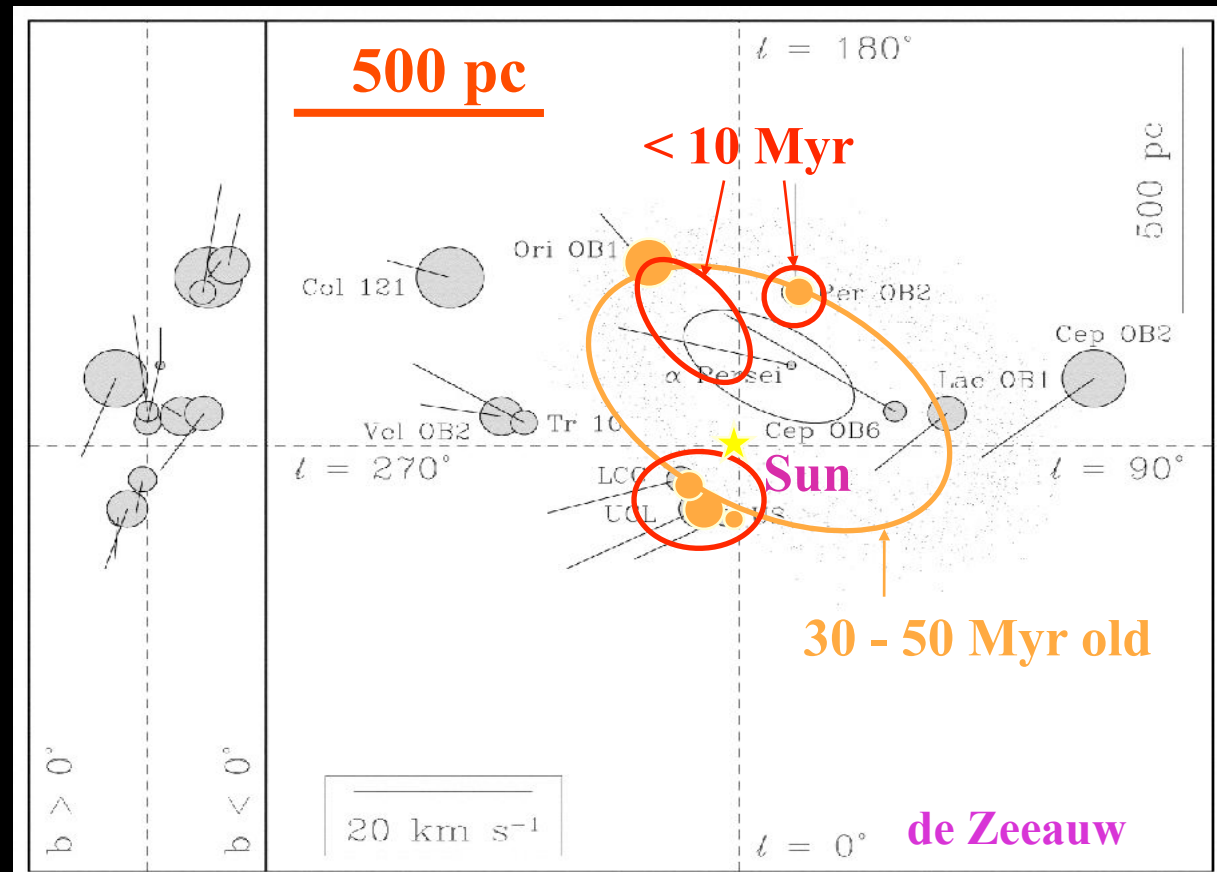 500 pc
l = 180°
< 10 Myr
500 pc
Ori OB1
Col 121
Per OB2
Cep OB2
α Persei
Lac OB1
Vel OB2
Tr 10
Cep OB6
l = 270°
l = 90°
Sun
LCC
UCL
US
30 - 50 Myr old
b > 0°
b < 0°
20 km s⁻¹
l = 0°
de Zeeauw